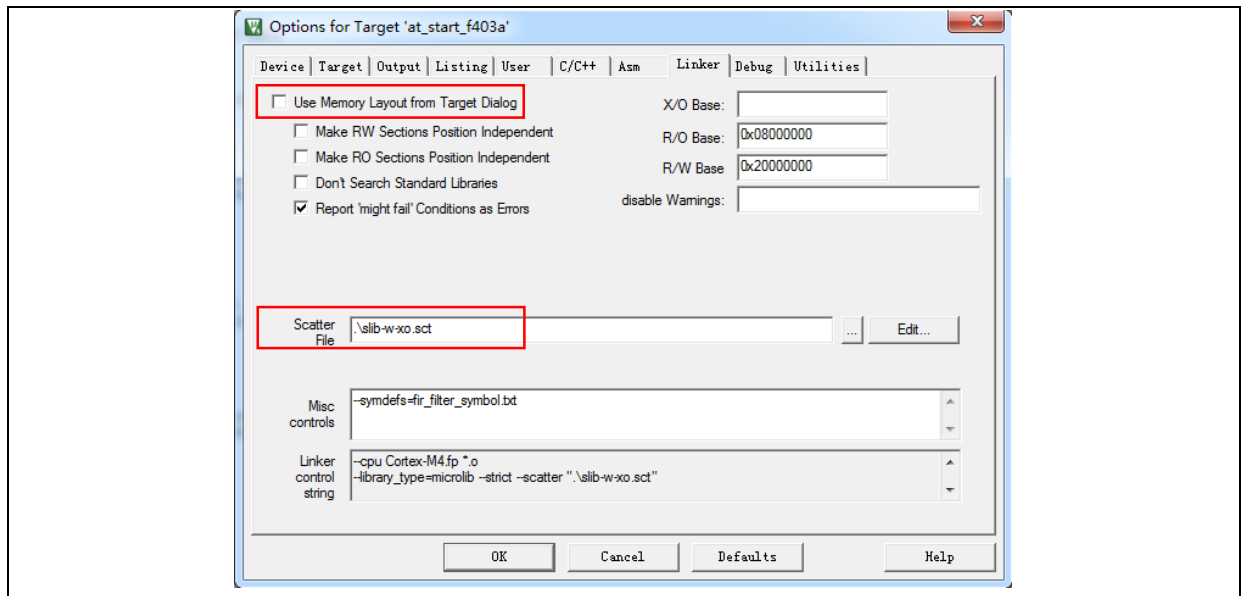 Options for Target 'at_start_f403a'
Device Target Output Listing User C/C++ Asm Linker Debug Utilities
Use Memory Layout from Target Dialog
X/O Base:
Make RW Sections Position Independent
R/O Base: 0x08000000
Make RO Sections Position Independent
R/W Base 0x20000000
Don't Search Standard Libraries
disable Warnings:
Report 'might fail' Conditions as Errors
Scatter File .\slib-w-xo.sct ... Edit...
Misc controls --symdefs=fir_filter_symbol.txt
Linker control string --cpu Cortex-M4.fp *.o
--library_type=microlib --strict --scatter ".\slib-w-xo.sct"
OK Cancel Defaults Help